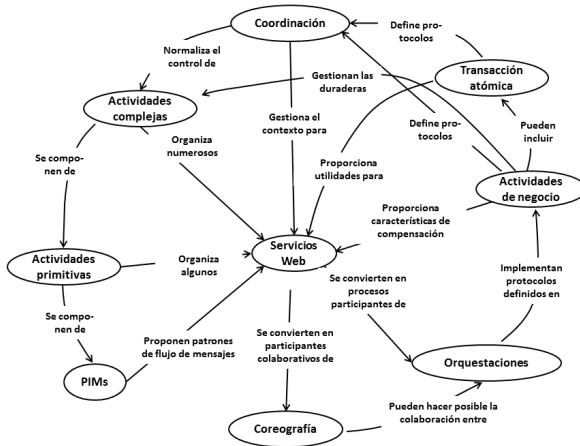 Coordinación
Define pro-
tocolos
Normaliza el
control de
Gestionan las
duraderas
Transacción
atómica
Actividades
complejas
Gestiona el
contexto para
Define pro-
tocolos
Pueden
incluir
Organiza
numerosos
Se compo-
nen de
Proporciona
utilidades para
Actividades
de negocio
Proporciona
características de
compensación
Servicios
Web
Actividades
primitivas
Organiza
algunos
Se convierten en
procesos
participantes de
Implementan
protocolos
definidos en
Se compo-
nen de
Proponen patrones
de flujo de mensajes
Se convierten en
participantes
colaborativos de
Orquestaciones
PIMs
Pueden hacer posible la
colaboración entre
Coreografía